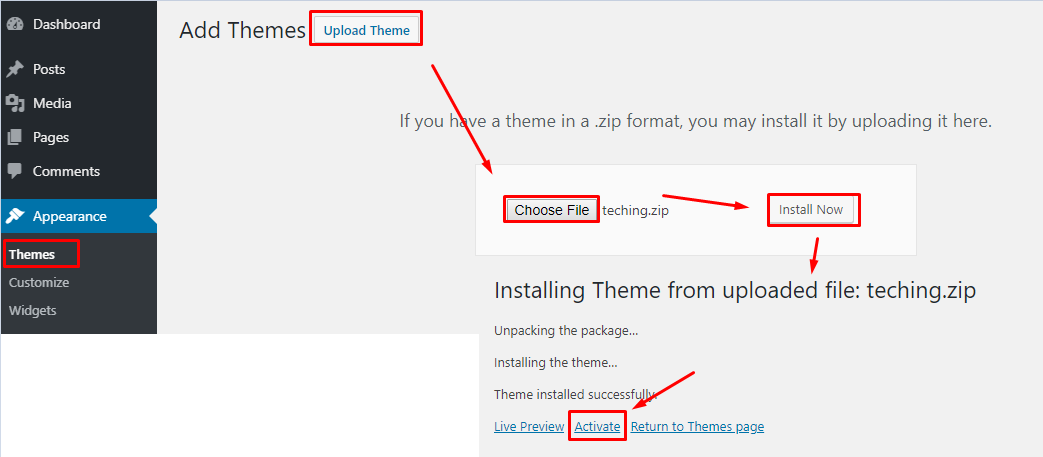 Dashboard
Posts
Media
Pages
Comments
Appearance
Themes
Customize
Widgets
Add Themes Upload Theme
If you have a theme in a .zip format, you may install it by uploading it here.
Choose File teching.zip Install Now
Installing Theme from uploaded file: teching.zip
Unpacking the package...
Installing the theme...
Theme installed successfully.
Live Preview Activate Return to Themes page